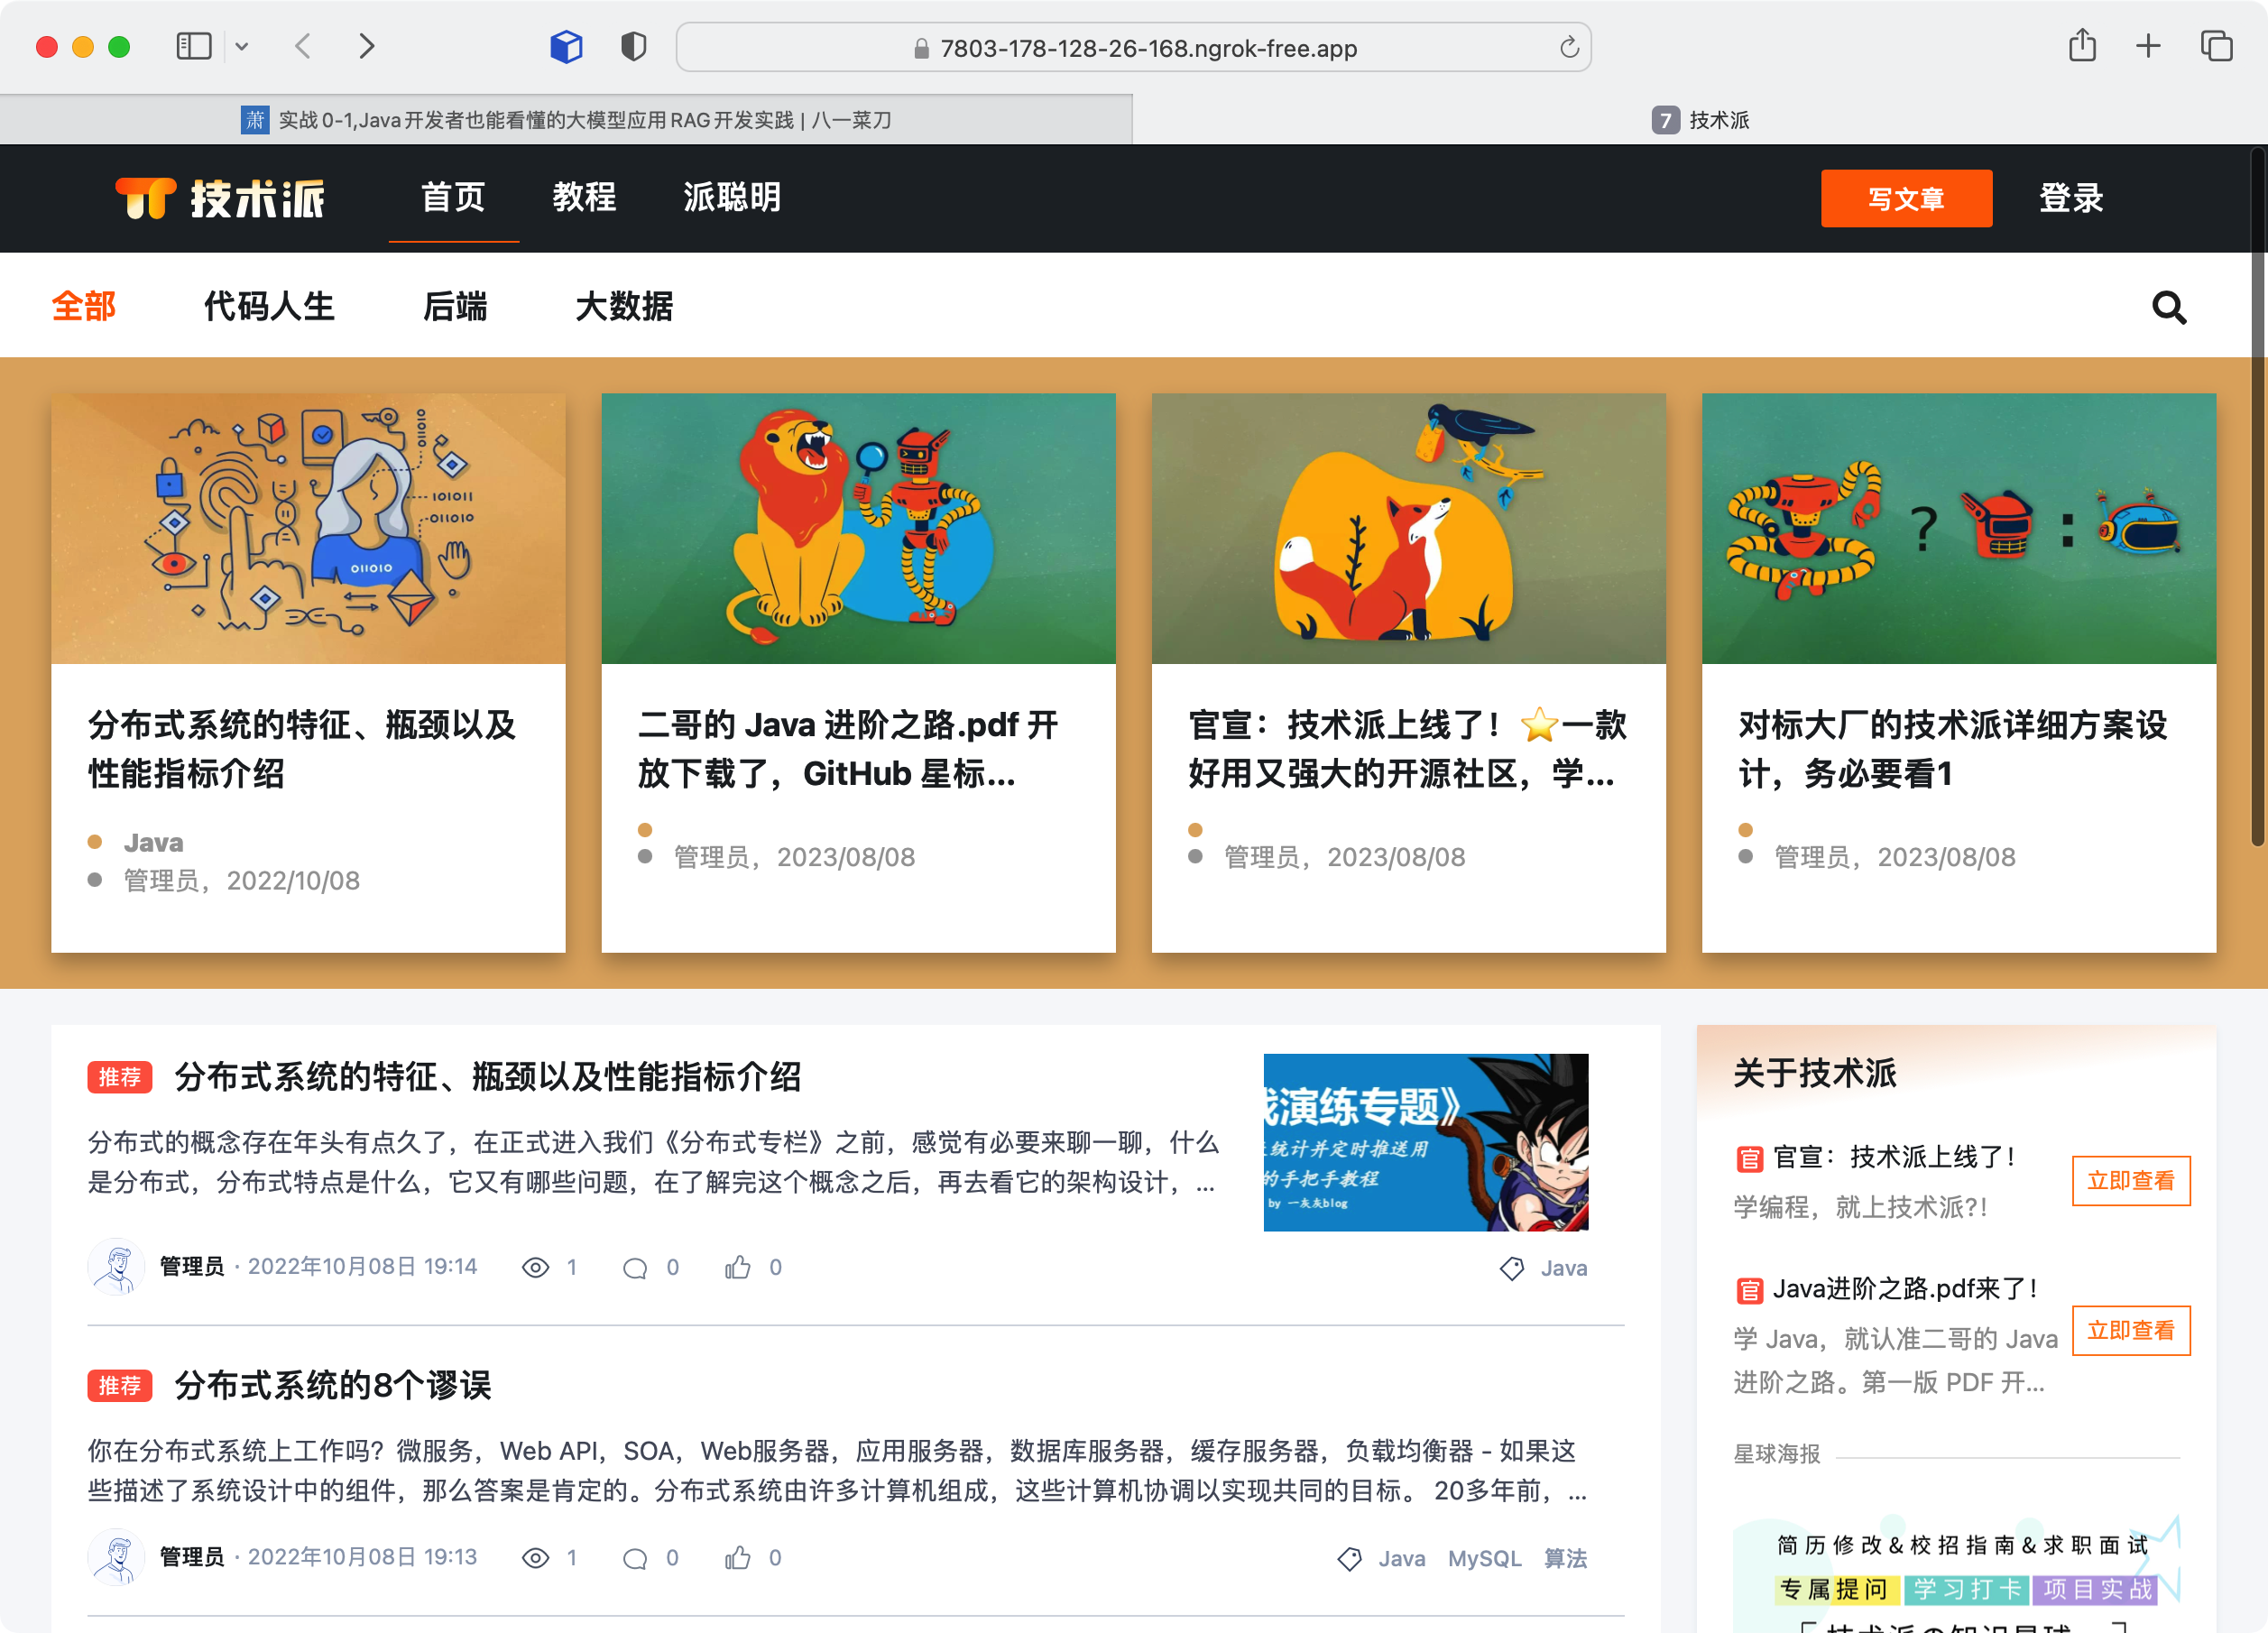 7803-178-128-26-168.ngrok-free.app
萧 实战0-1,Java开发者也能看懂的大模型应用RAG开发实践 | 八一菜刀
7 技术派
技术派 首页 教程 派聪明 写文章 登录
全部 代码人生 后端 大数据
01101
101011
011010
011010
? :
分布式系统的特征、瓶颈以及
性能指标介绍
Java
管理员，2022/10/08
二哥的 Java 进阶之路.pdf 开
放下载了，GitHub 星标...
管理员，2023/08/08
官宣：技术派上线了！⭐一款
好用又强大的开源社区，学...
管理员，2023/08/08
对标大厂的技术派详细方案设
计，务必要看1
管理员，2023/08/08
推荐 分布式系统的特征、瓶颈以及性能指标介绍
分布式的概念存在年头有点久了，在正式进入我们《分布式专栏》之前，感觉有必要来聊一聊，什么
是分布式，分布式特点是什么，它又有哪些问题，在了解完这个概念之后，再去看它的架构设计，...
演练专题》
统计并定时推送用
的手把手教程
by 一灰灰blog
管理员 · 2022年10月08日 19:14 1 0 0 Java
推荐 分布式系统的8个谬误
你在分布式系统上工作吗？微服务，Web API，SOA，Web服务器，应用服务器，数据库服务器，缓存服务器，负载均衡器 - 如果这
些描述了系统设计中的组件，那么答案是肯定的。分布式系统由许多计算机组成，这些计算机协调以实现共同的目标。 20多年前，...
管理员 · 2022年10月08日 19:13 1 0 0 Java MySQL 算法
关于技术派
官 官宣：技术派上线了！
学编程，就上技术派?!
立即查看
官 Java进阶之路.pdf来了！
学 Java，就认准二哥的 Java
进阶之路。第一版 PDF 开...
立即查看
星球海报
简历修改&校招指南&求职面试
专属提问 学习打卡 项目实战
「技术派の知识星球」